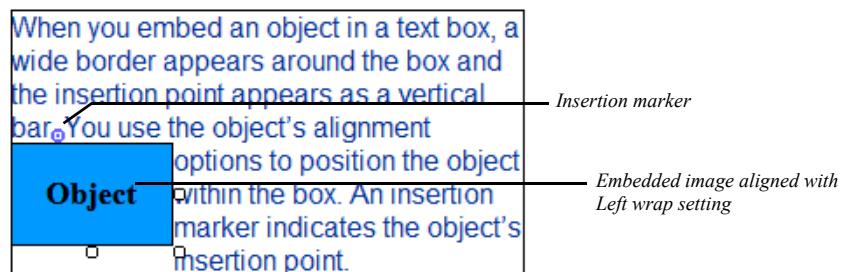 When you embed an object in a text box, a
wide border appears around the box and
the insertion point appears as a vertical
bar. You use the object's alignment
options to position the object
within the box. An insertion
marker indicates the object's
insertion point.
Object
Insertion marker
Embedded image aligned with
Left wrap setting